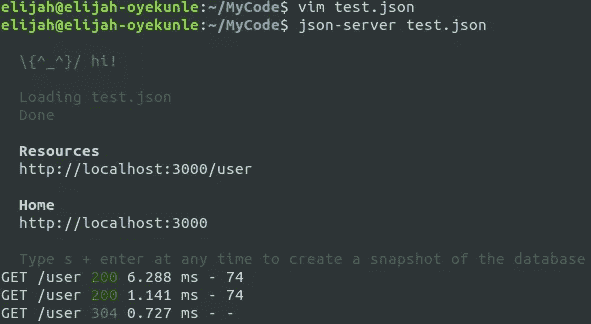 elijah@elijah-oyekunle:~/MyCode$ vim test.json
elijah@elijah-oyekunle:~/MyCode$ json-server test.json
\{^_^}/ hi!
Loading test.json
Done
Resources
http://localhost:3000/user
Home
http://localhost:3000
Type s + enter at any time to create a snapshot of the database
GET /user 200 6.288 ms - 74
GET /user 200 1.141 ms - 74
GET /user 304 0.727 ms - -